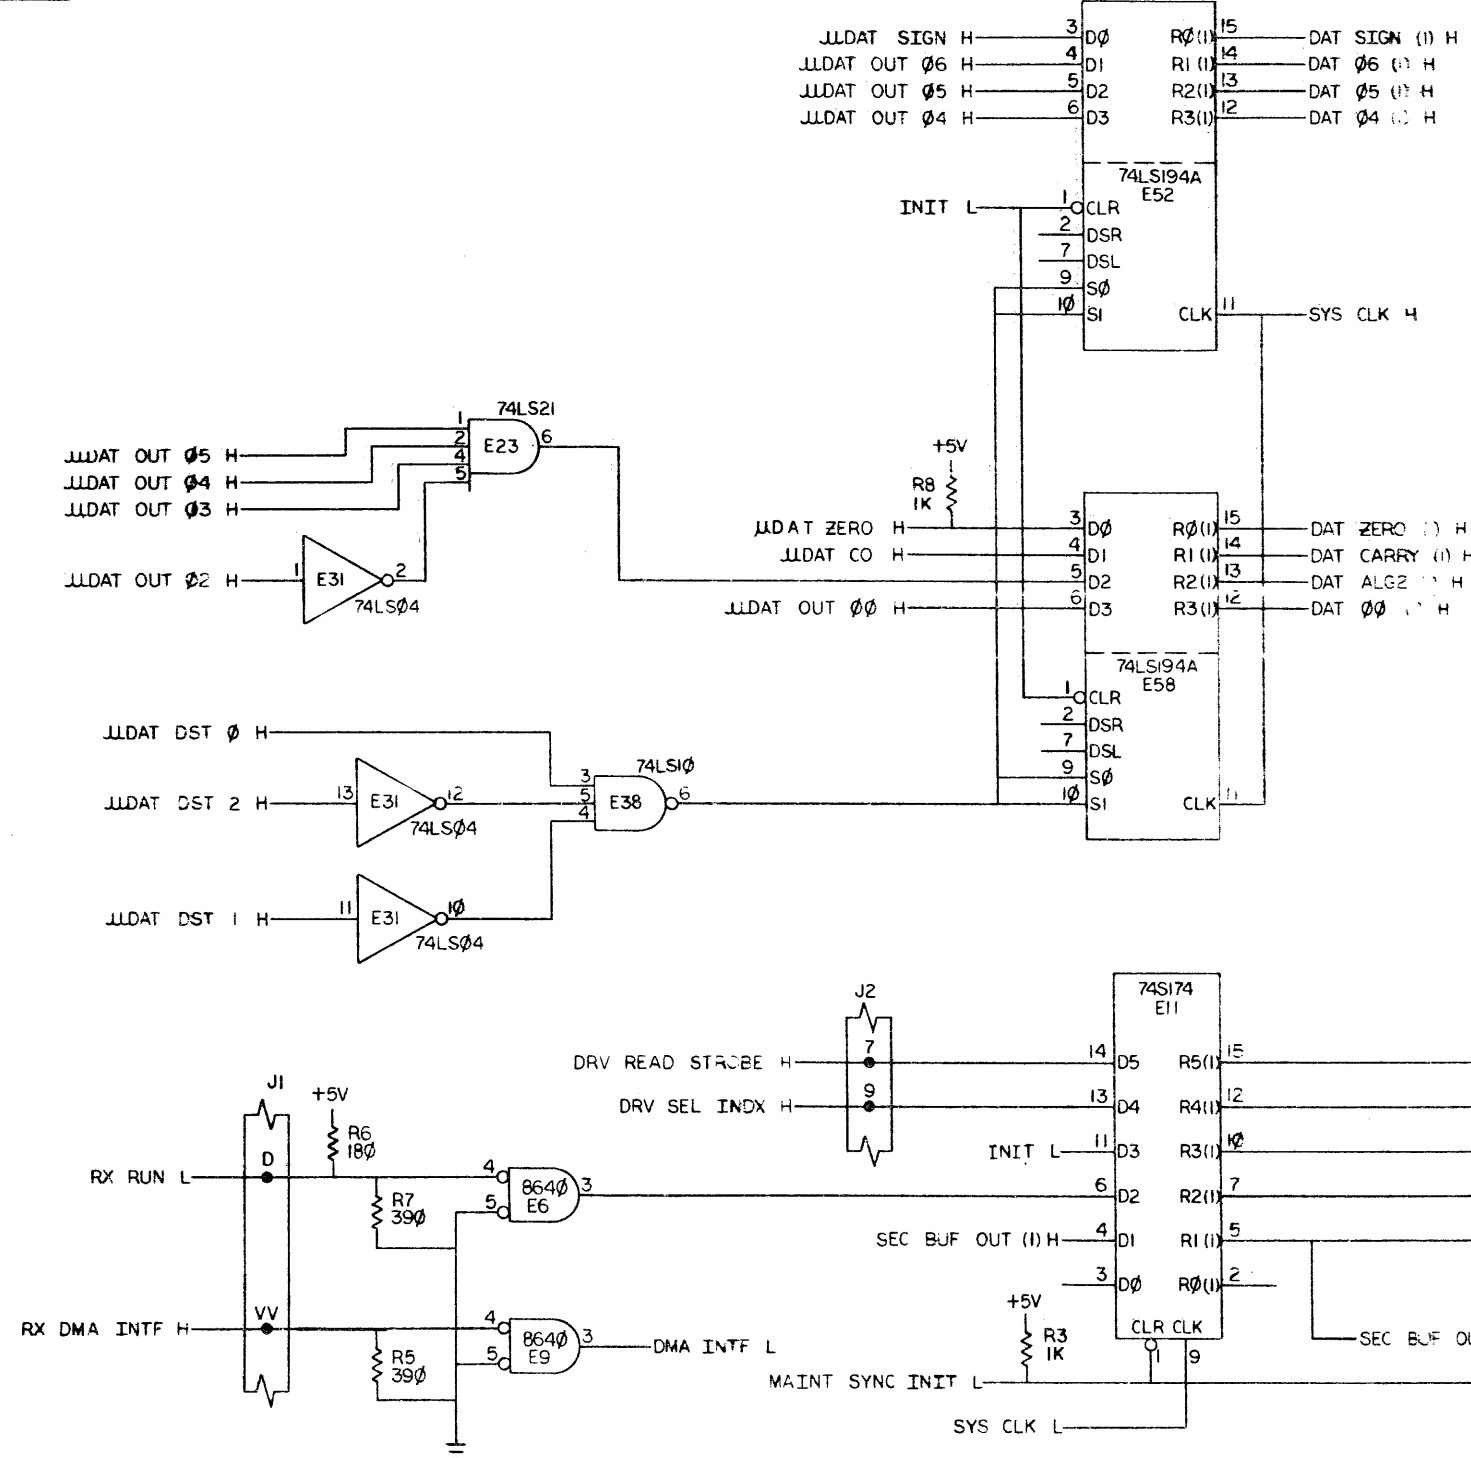 µDAT SIGN H 3 DØ RØ(1) 15 DAT SIGN (1) H
µDAT OUT Ø6 H 4 D1 R1(1) 14 DAT Ø6 (1) H
µDAT OUT Ø5 H 5 D2 R2(1) 13 DAT Ø5 (1) H
µDAT OUT Ø4 H 6 D3 R3(1) 12 DAT Ø4 H
74LS194A
E52
INIT L 1 CLR
2 DSR
7 DSL
9 SØ
10 S1 CLK 11 SYS CLK H
74LS21
µDAT OUT Ø5 H 1 E23 6
µDAT OUT Ø4 H 2
µDAT OUT Ø3 H 4
5
µDAT OUT Ø2 H 1 E31 2
74LSØ4
+5V
R8
1K
µDAT ZERO H 3 DØ RØ(1) 15 DAT ZERO H
µDAT CO H 4 D1 R1(1) 14 DAT CARRY (1) H
5 D2 R2(1) 13 DAT ALG2 H
µDAT OUT ØØ H 6 D3 R3(1) 12 DAT ØØ H
74LS194A
E58
1 CLR
2 DSR
7 DSL
9 SØ
1Ø S1 CLK 11
µDAT DST Ø H
74LS1Ø
3 5 4 E38 6
µDAT DST 2 H 13 E31 12
74LSØ4
µDAT DST 1 H 11 E31 1Ø
74LSØ4
74S174
E11
J2
DRV READ STROBE H 7 14 D5 R5(1) 15
DRV SEL INDX H 9 13 D4 R4(1) 12
INIT L 11 D3 R3(1) 1Ø
6 D2 R2(1) 7
SEC BUF OUT (1) H 4 D1 R1(1) 5
3 DØ RØ(1) 2
CLR CLK
1 9
SEC BUF
+5V
R3
1K
MAINT SYNC INIT L
SYS CLK L
J1
+5V
R6
18Ø
RX RUN L D 4 864Ø 3
5 E6
R7
39Ø
RX DMA INTF H VV 4 864Ø 3 DMA INTF L
5 E9
R5
39Ø